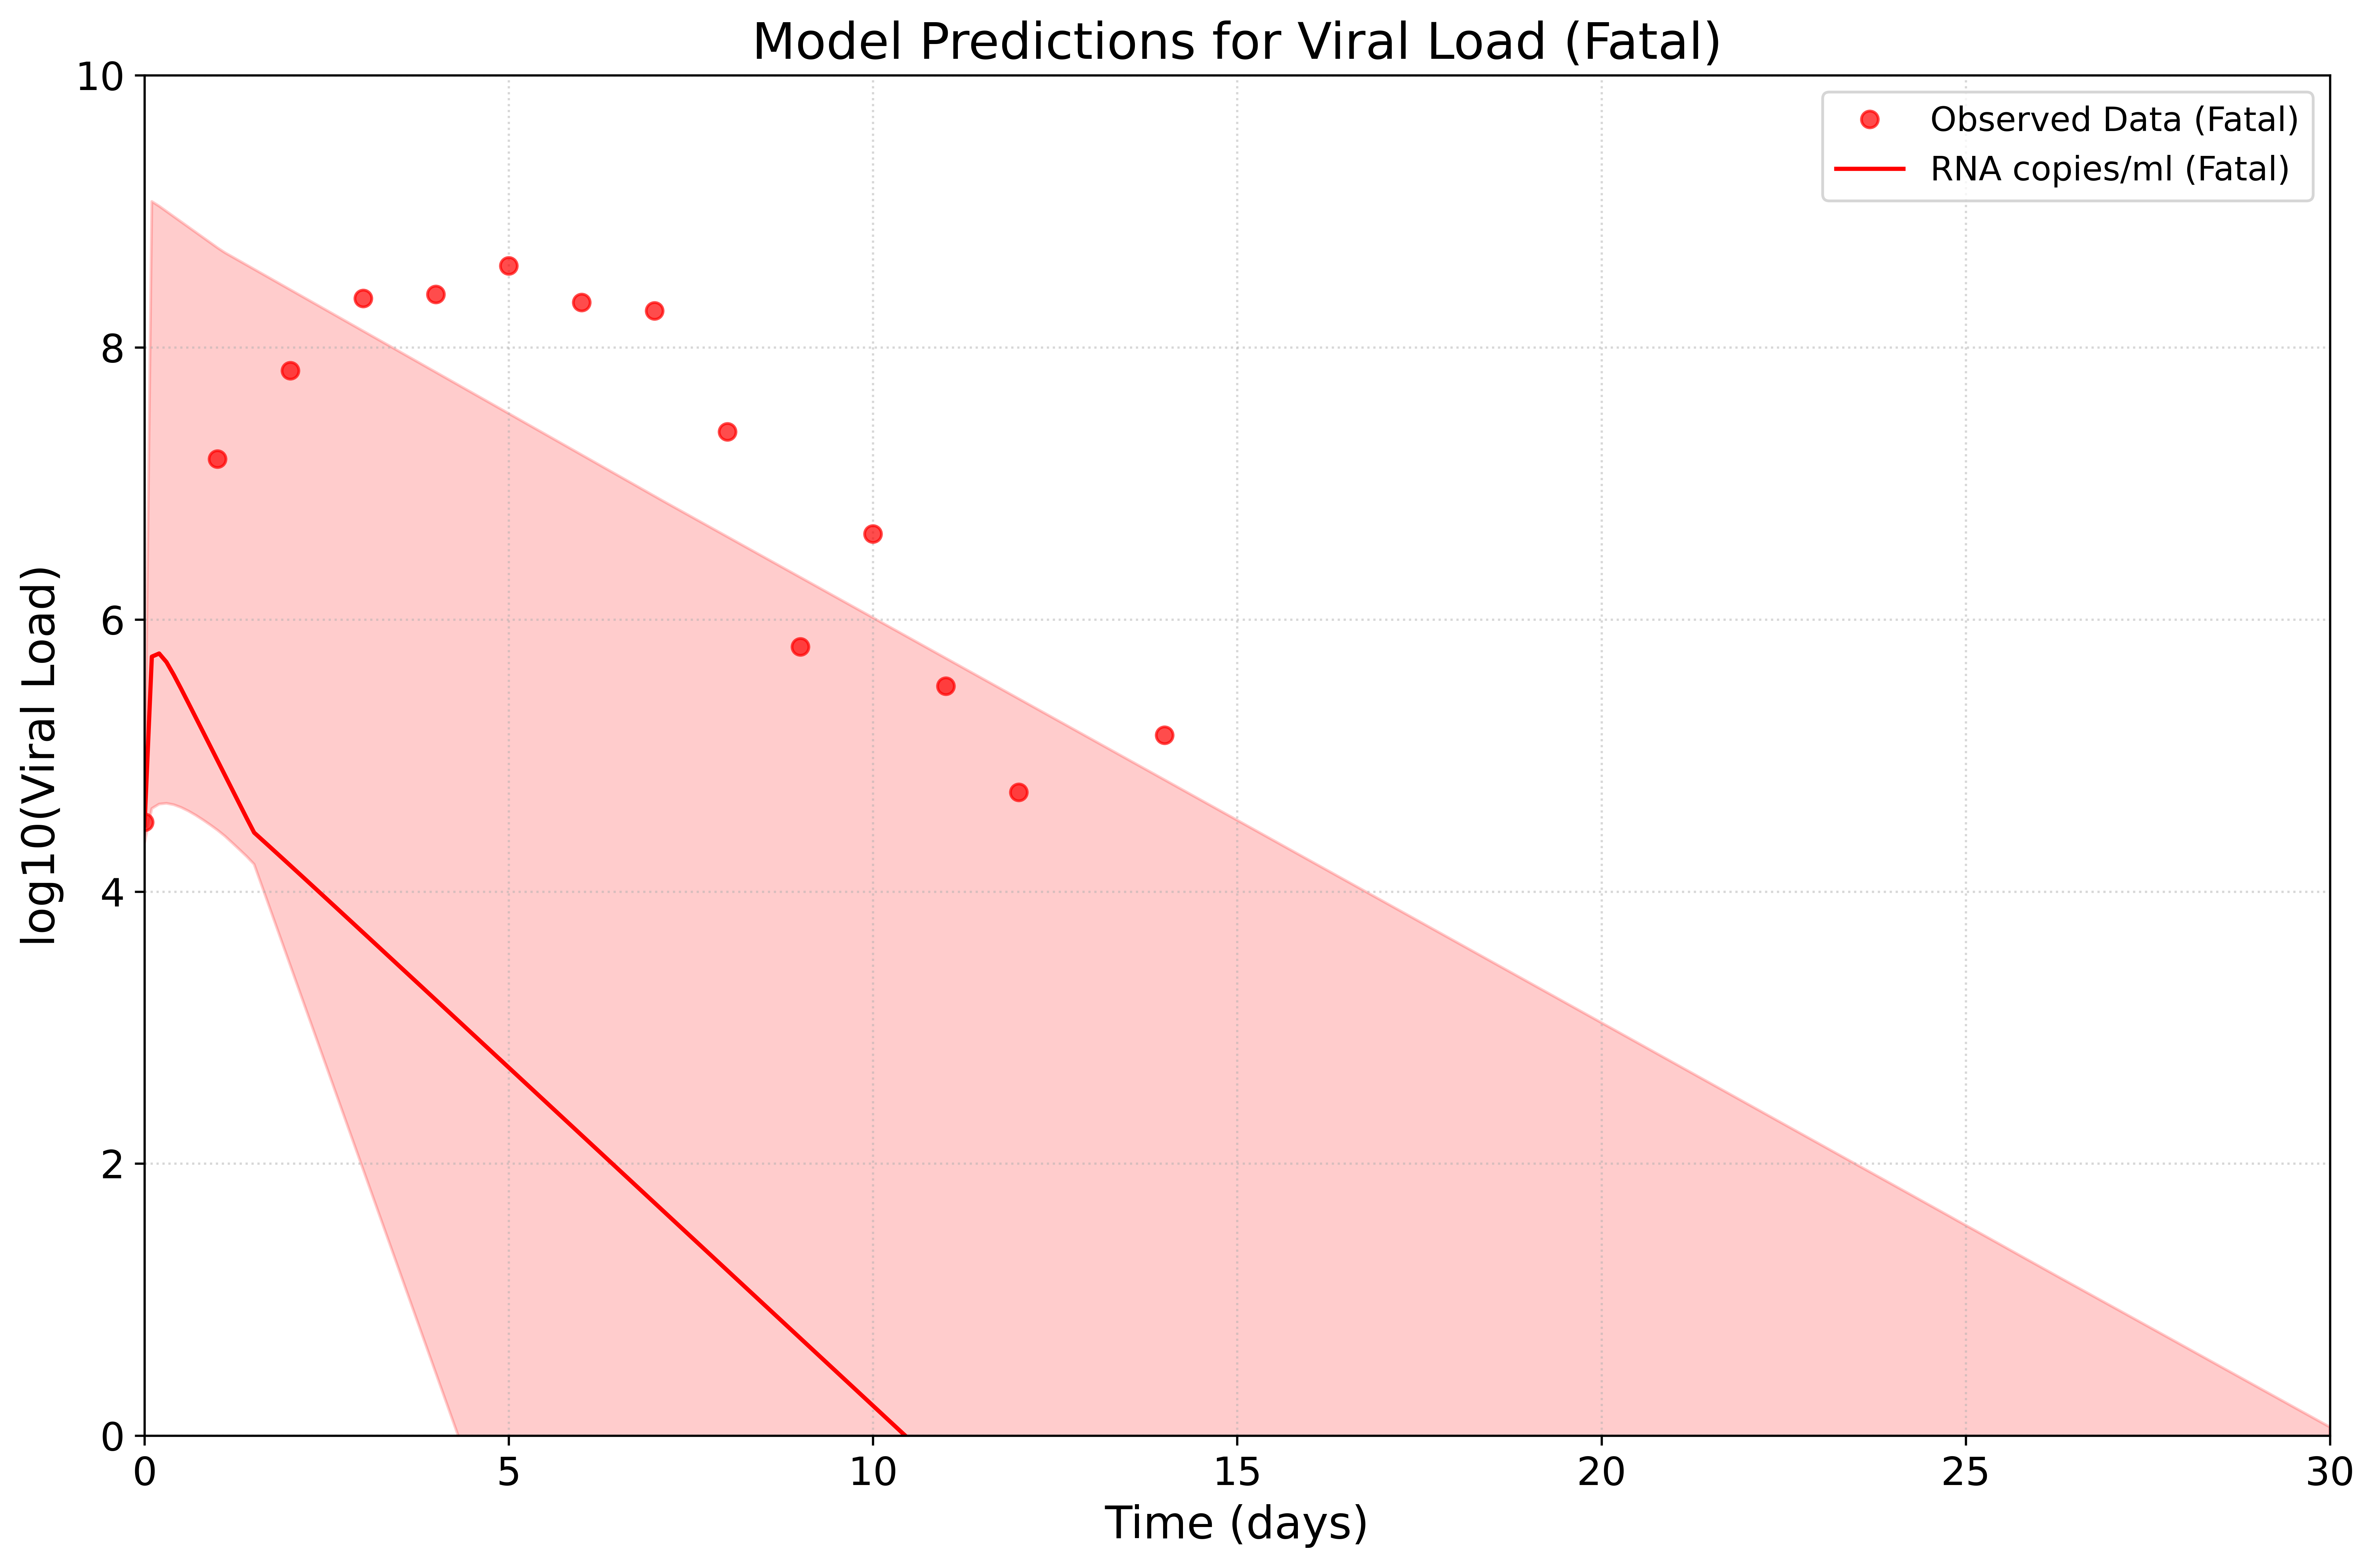 Model Predictions for Viral Load (Fatal)
Observed Data (Fatal)
RNA copies/ml (Fatal)
log10(Viral Load)
10
8
6
4
2
0
0 5 10 15 20 25 30
Time (days)